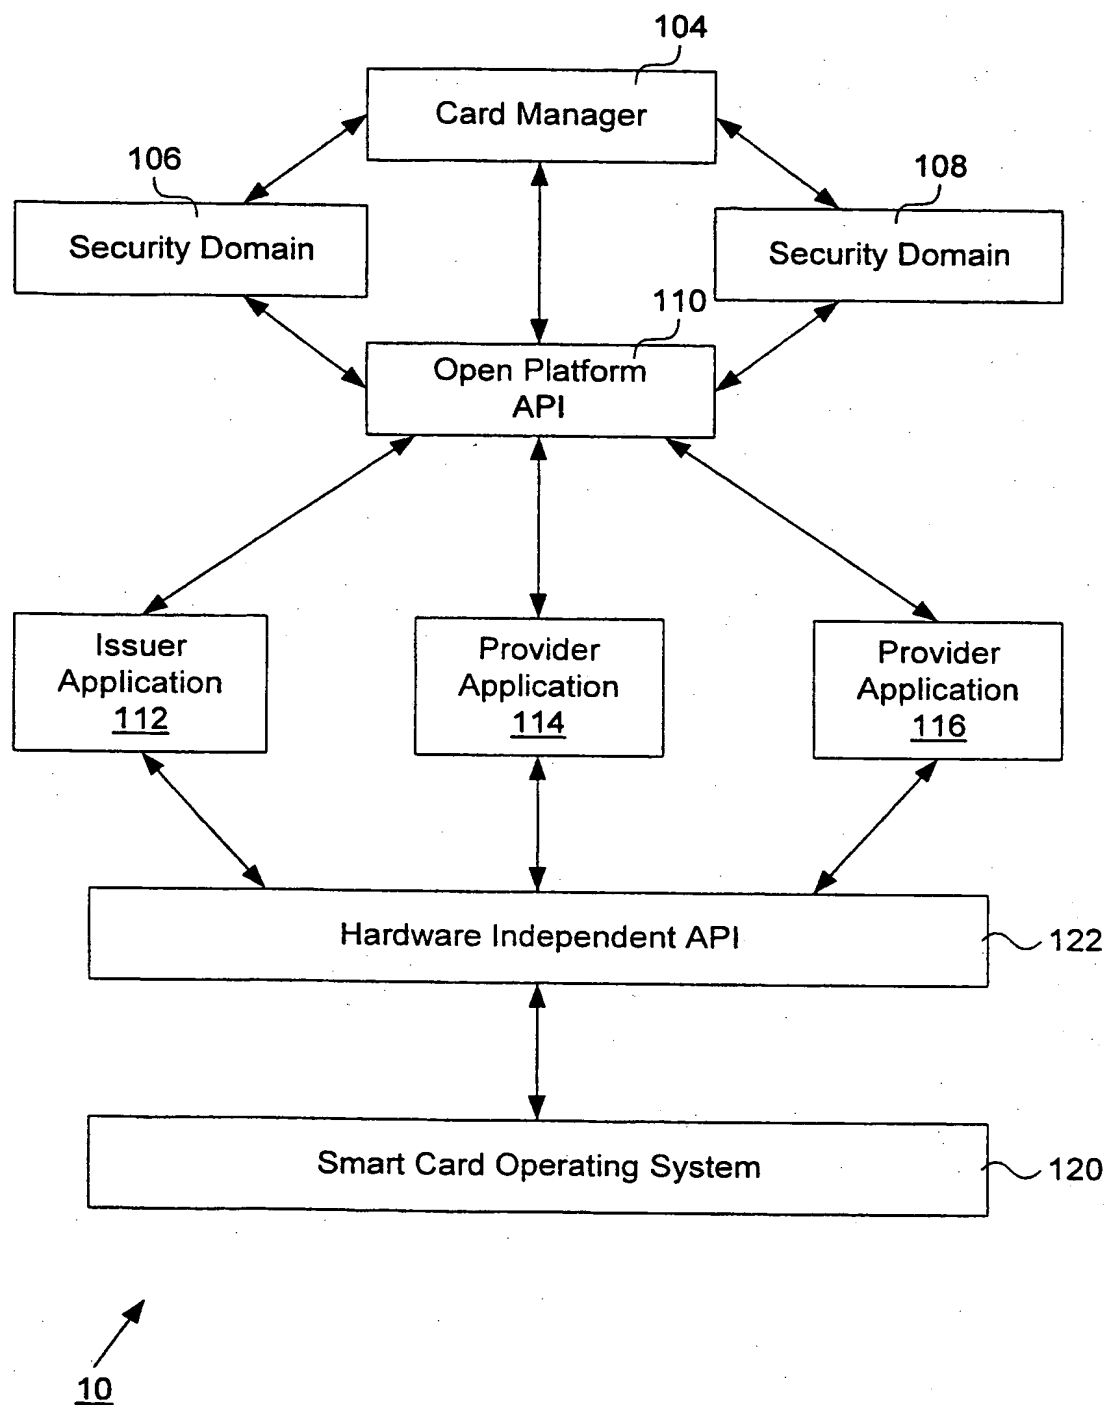 104
Card Manager
106
108
Security Domain
Security Domain
110
Open Platform
API
Issuer
Application
112
Provider
Application
114
Provider
Application
116
Hardware Independent API
122
Smart Card Operating System
120
10